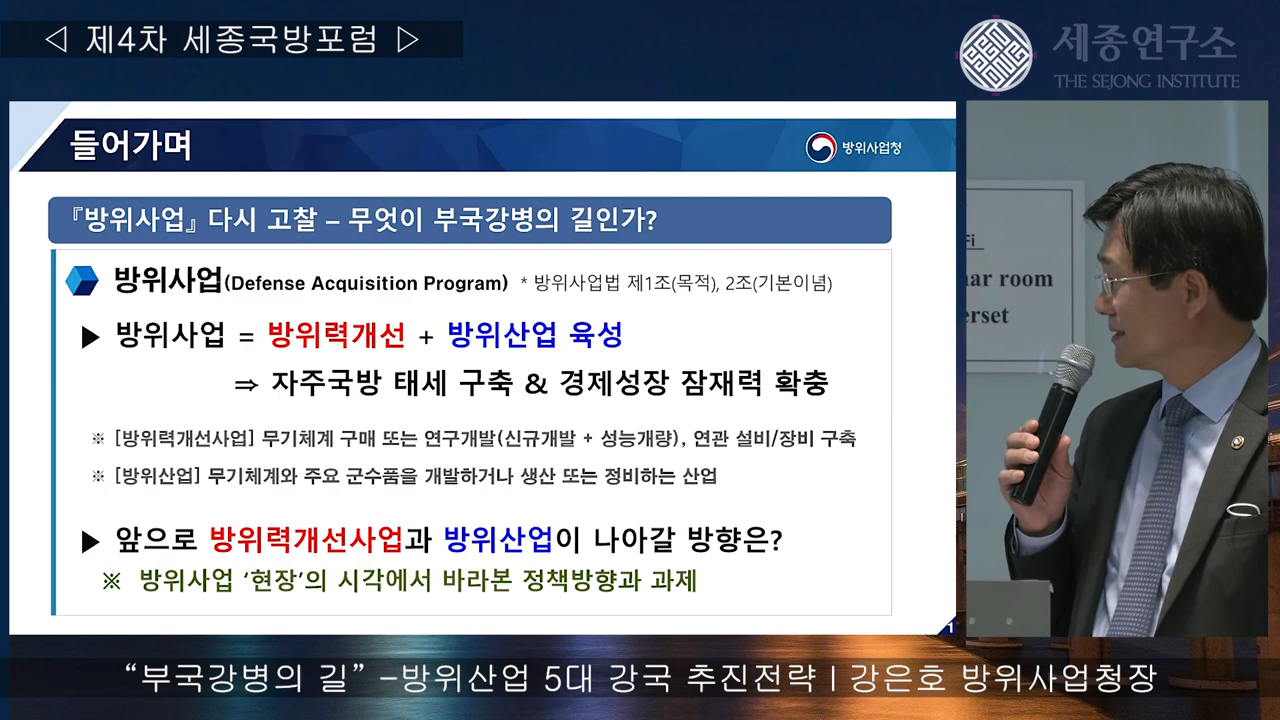 ◁ 제4차 세종국방포럼 ▷
세종연구소
THE SEJONG INSTITUTE
들어가며
방위사업청
『방위사업』 다시 고찰 – 무엇이 부국강병의 길인가?
방위사업(Defense Acquisition Program) * 방위사업법 제1조(목적), 2조(기본이념)
▶ 방위사업 = 방위력개선 + 방위산업 육성
⇒ 자주국방 태세 구축 & 경제성장 잠재력 확충
※ [방위력개선사업] 무기체계 구매 또는 연구개발(신규개발 + 성능개량), 연관 설비/장비 구축
※ [방위산업] 무기체계와 주요 군수품을 개발하거나 생산 또는 정비하는 산업
▶ 앞으로 방위력개선사업과 방위산업이 나아갈 방향은?
※ 방위사업 ‘현장’의 시각에서 바라본 정책방향과 과제
1
room
“부국강병의 길” -방위산업 5대 강국 추진전략 | 강은호 방위사업청장